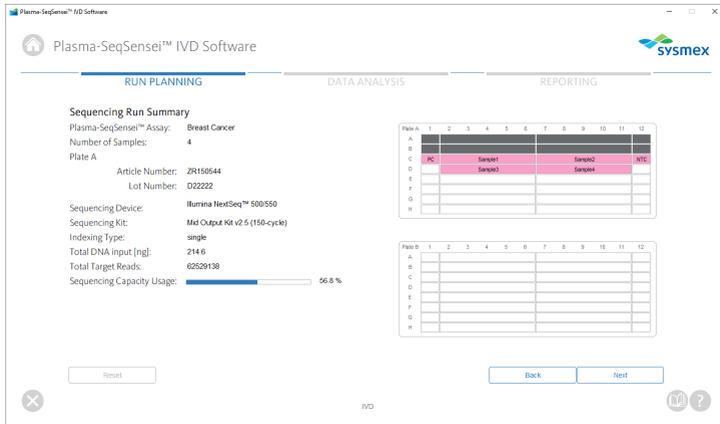 Plasma-SeqSensei™ IVD Software
Plasma-SeqSensei™ IVD Software
sysmex
RUN PLANNING
DATA ANALYSIS
REPORTING
Sequencing Run Summary
Plasma-SeqSensei™ Assay: Breast Cancer
Number of Samples: 4
Plate A
Article Number: ZR150544
Lot Number: D22222
Sequencing Device: Illumina NextSeq™ 500/550
Sequencing Kit: Mid Output Kit v2.5 (150-cycle)
Indexing Type: single
Total DNA input [ng]: 214.6
Total Target Reads: 62529138
Sequencing Capacity Usage: 56.8 %
Plate A 1 2 3 4 5 6 7 8 9 10 11 12
A
B
C PC Sample1 Sample2 NTC
D Sample3 Sample4
E
F
G
H
Plate B 1 2 3 4 5 6 7 8 9 10 11 12
A
B
C
D
E
F
G
H
Reset
Back
Next
IVD
?